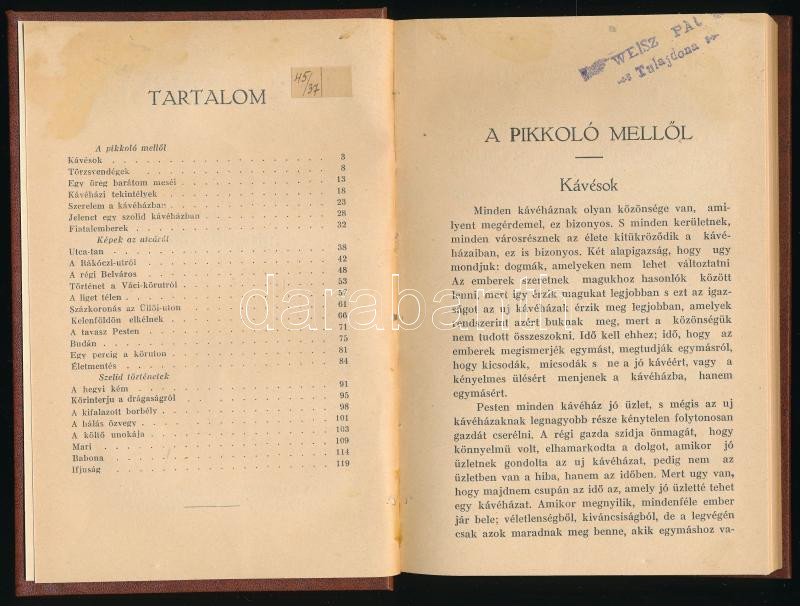 TARTALOM
45/
37
A pikkoló mellől
Kávésok 3
Törzsvendégek 8
Egy öreg barátom meséi 13
Kávéházi tekintélyek 18
Szerelem a kávéházban 23
Jelenet egy szolid kávéházban 28
Fiatalemberek 32
Képek az utcáról
Utca-tan 38
A Rákóczi-utról 42
A régi Belváros 48
Történet a Váci-körutról 53
A liget télen 57
Százkoronás az Üllői-uton 61
Kelenföldön elkélnek 66
A tavasz Pesten 71
Budán 75
Egy percig a köruton 81
Életmentés 84
Szelid történetek
A hegyi kém 91
Körinterju a drágaságról 95
A kifalazott borbély 98
A hálás özvegy 101
A költő unokája 103
Mari 109
Babona 114
Ifjuság 119
WEISZ PÁL
Tulajdona
A PIKKOLÓ MELLŐL
Kávésok
Minden kávéháznak olyan közönsége van, ami-
lyent megérdemel, ez bizonyos. S minden kerületnek,
minden városrésznek az élete kitükröződik a kávé-
házaiban, ez is bizonyos. Két alapigazság, hogy ugy
mondjuk: dogmák, amelyeken nem lehet változtatni
Az emberek szeretnek magukhoz hasonlók között
lenni, mert igy érzik magukat legjobban s ezt az igaz-
ságot az uj kávéházak érzik meg legjobban, amelyek
rendszerint azért buknak meg, mert a közönségük
nem tudott összeszokni. Idő kell ehhez; idő, hogy az
emberek megismerjék egymást, megtudják egymásról,
hogy kicsodák, micsodák s ne a jó kávéért, vagy a
kényelmes ülésért menjenek a kávéházba, hanem
egymásért.
Pesten minden kávéház jó üzlet, s mégis az uj
kávéházaknak legnagyobb része kénytelen folytonosan
gazdát cserélni. A régi gazda szidja önmagát, hogy
könnyelmü volt, elhamarkodta a dolgot, amikor jó
üzletnek gondolta az uj kávéházat, pedig nem az
üzletben van a hiba, hanem az időben. Mert ugy van,
hogy majdnem csupán az idő az, amely jó üzletté tehet
egy kávéházat. Amikor megnyilik, mindenféle ember
jár bele; véletlenségből, kiváncsiságból, de a legvégén
csak azok maradnak meg benne, akik egymáshoz va-
darabanth